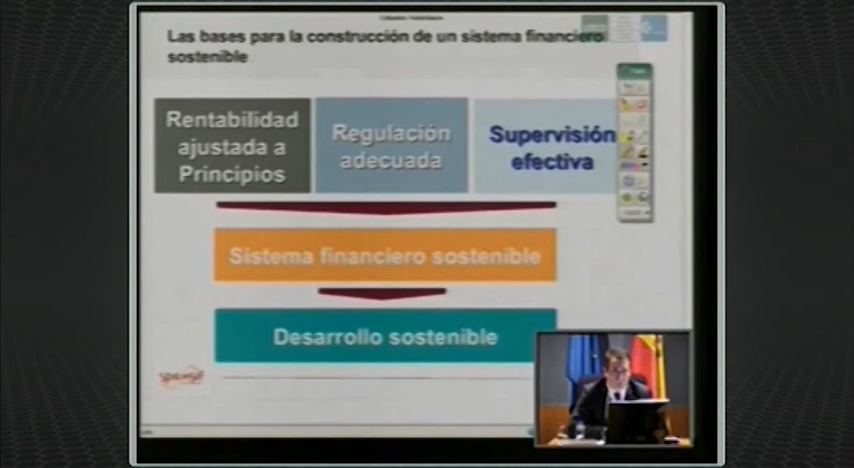 Las bases para la construcción de un sistema financiero
sostenible
Rentabilidad
ajustada a
Principios
Regulación
adecuada
Supervisión
efectiva
Sistema financiero sostenible
Desarrollo sostenible